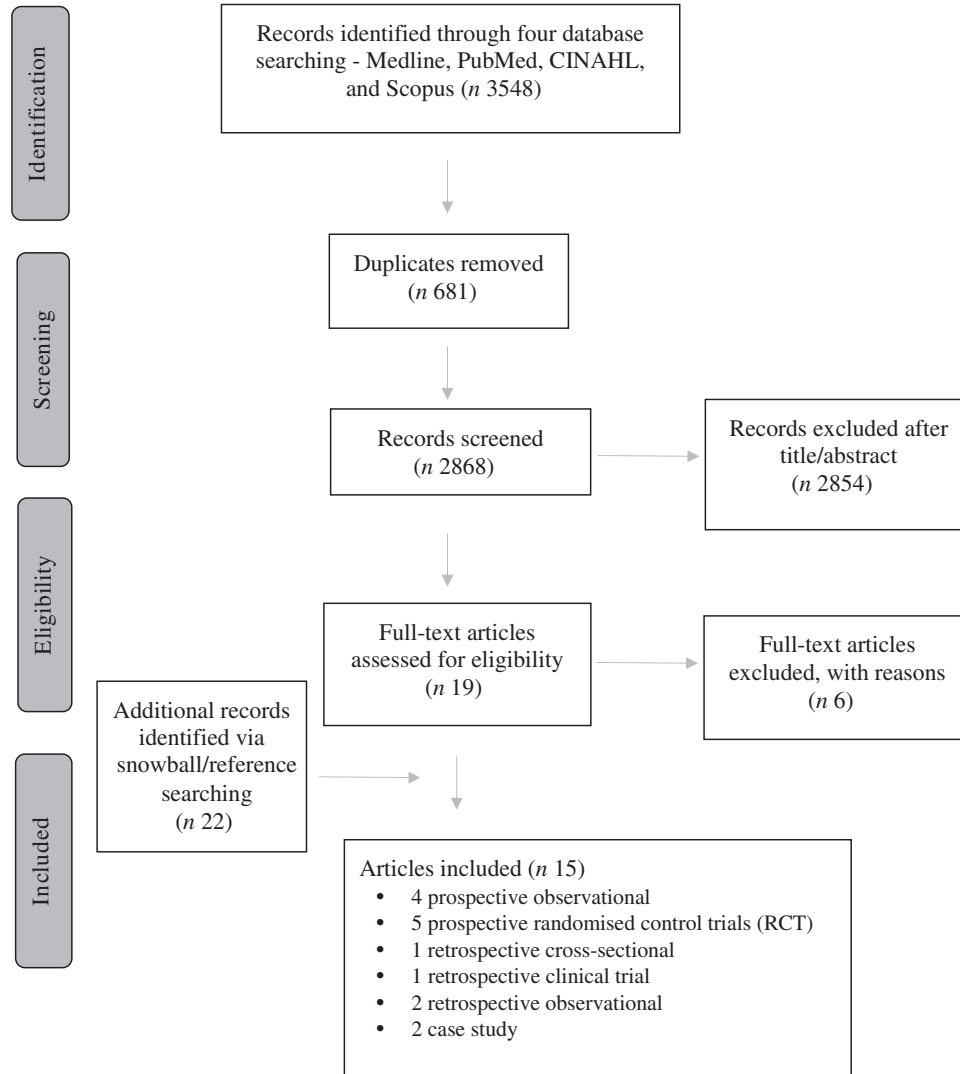 Identification
Records identified through four database
searching - Medline, PubMed, CINAHL,
and Scopus (n 3548)
Screening
Duplicates removed
(n 681)
Records screened
(n 2868)
Records excluded after
title/abstract
(n 2854)
Eligibility
Full-text articles
assessed for eligibility
(n 19)
Full-text articles
excluded, with reasons
(n 6)
Additional records
identified via
snowball/reference
searching
(n 22)
Included
Articles included (n 15)
• 4 prospective observational
• 5 prospective randomised control trials (RCT)
• 1 retrospective cross-sectional
• 1 retrospective clinical trial
• 2 retrospective observational
• 2 case study